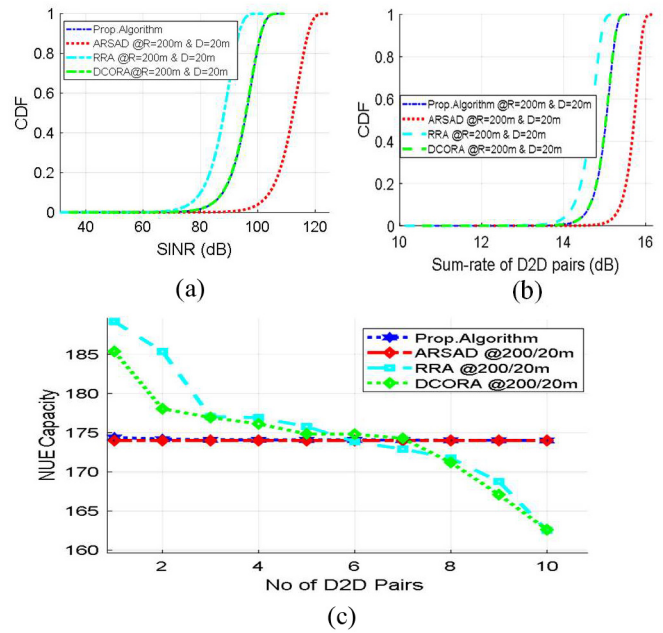 1
0.8
0.6
0.4
0.2
0
CDF
Prop.Algorithm
ARSAD @R=200m & D=20m
RRA @R=200m & D=20m
DCORA@R=200m & D=20m
40
60
80
100
120
SINR (dB)
(a)
1
0.8
0.6
0.4
0.2
0
CDF
Prop.Algorithm @R=200m & D=20m
ARSAD @R=200m & D=20m
RRA @R=200m & D=20m
DCORA @R=200m & D=20m
10
12
14
16
Sum-rate of D2D pairs (dB)
(b)
185
180
175
170
165
160
NUE Capacity
Prop.Algorithm
ARSAD @200/20m
RRA @200/20m
DCORA @200/20m
2
4
6
8
10
No of D2D Pairs
(c)